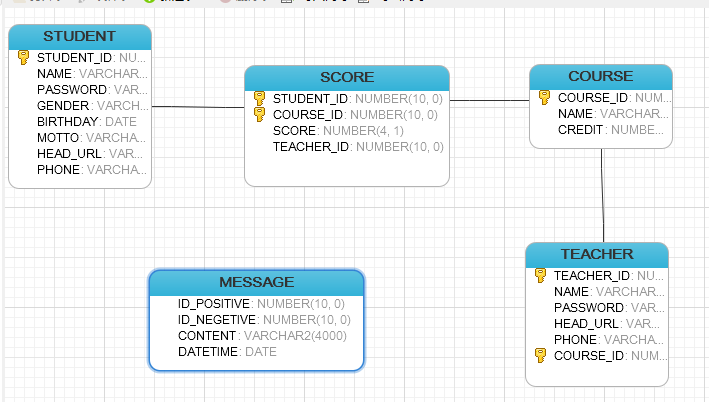 STUDENT
STUDENT_ID: NU...
NAME: VARCHAR...
PASSWORD: VAR...
GENDER: VARCH...
BIRTHDAY: DATE
MOTTO: VARCHA...
HEAD_URL: VAR...
PHONE: VARCHA...
SCORE
STUDENT_ID: NUMBER(10, 0)
COURSE_ID: NUMBER(10, 0)
SCORE: NUMBER(4, 1)
TEACHER_ID: NUMBER(10, 0)
COURSE
COURSE_ID: NUM...
NAME: VARCHAR...
CREDIT: NUMBE...
MESSAGE
ID_POSITIVE: NUMBER(10, 0)
ID_NEGETIVE: NUMBER(10, 0)
CONTENT: VARCHAR2(4000)
DATETIME: DATE
TEACHER
TEACHER_ID: NU...
NAME: VARCHAR...
PASSWORD: VAR...
HEAD_URL: VAR...
PHONE: VARCHA...
COURSE_ID: NUM...